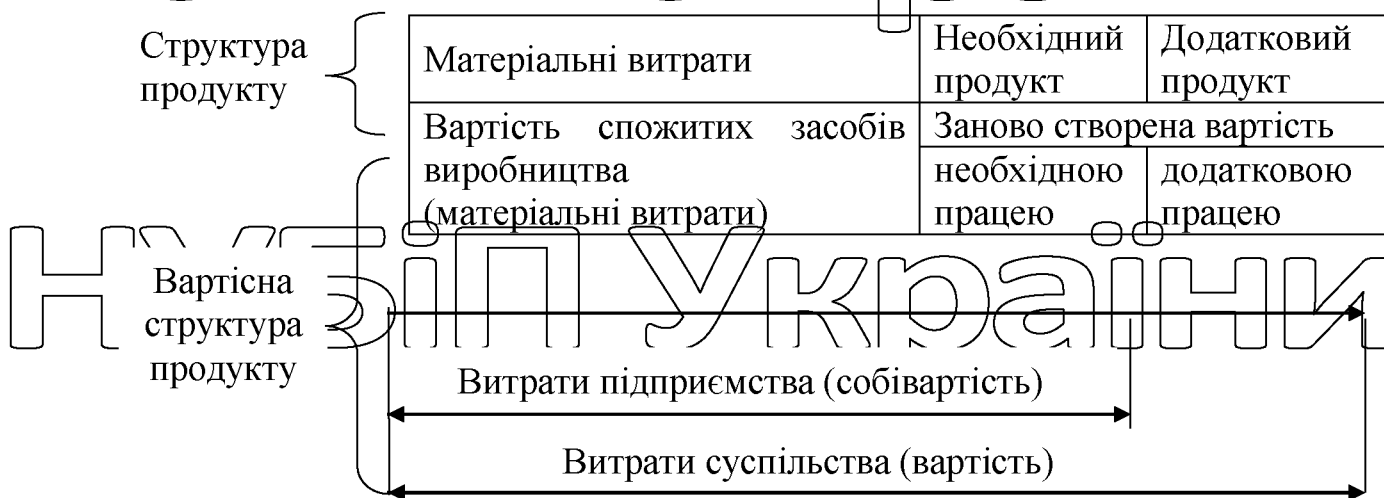 Структура
продукту
Матеріальні витрати
Необхідний
продукт
Додатковий
продукт
Вартість спожитих засобів
виробництва
(матеріальні витрати)
Заново створена вартість
необхідною
працею
додатковою
працею
НУБіП України
Вартісна
структура
продукту
Витрати підприємства (собівартість)
Витрати суспільства (вартість)